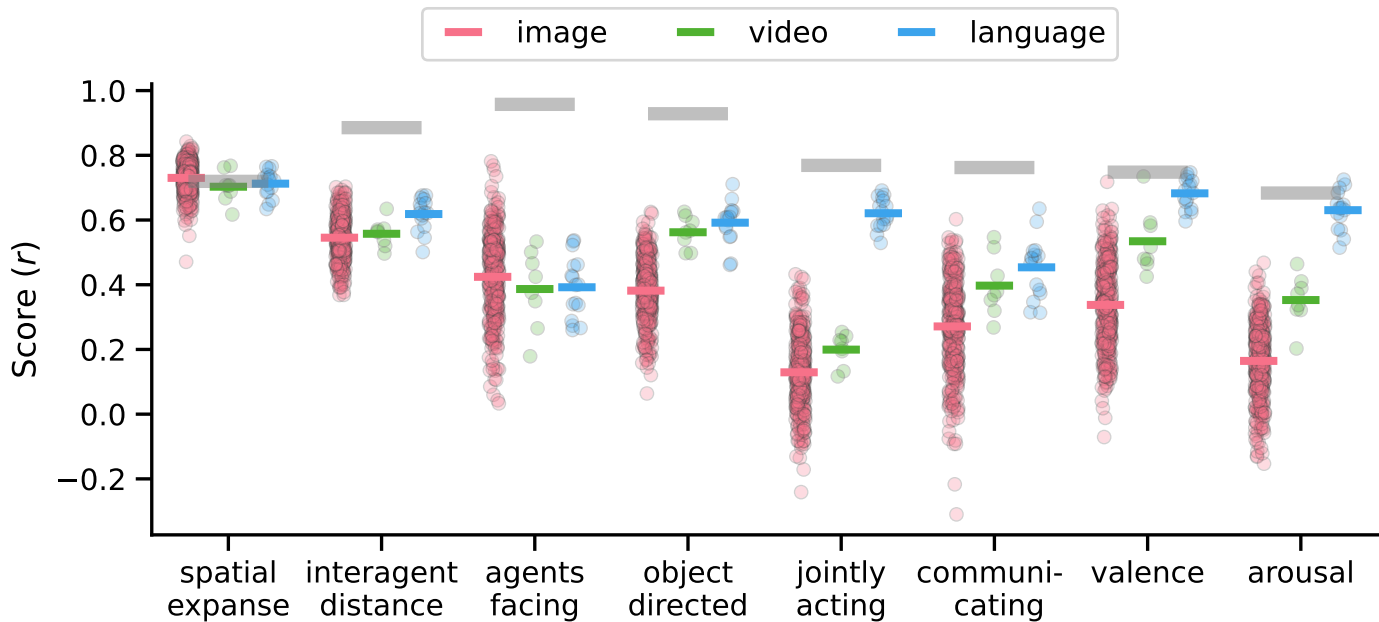 image video language
1.0
0.8
0.6
0.4
0.2
0.0
−0.2
Score (r)
spatial expanse
interagent distance
agents facing
object directed
jointly acting
communi-cating
valence
arousal